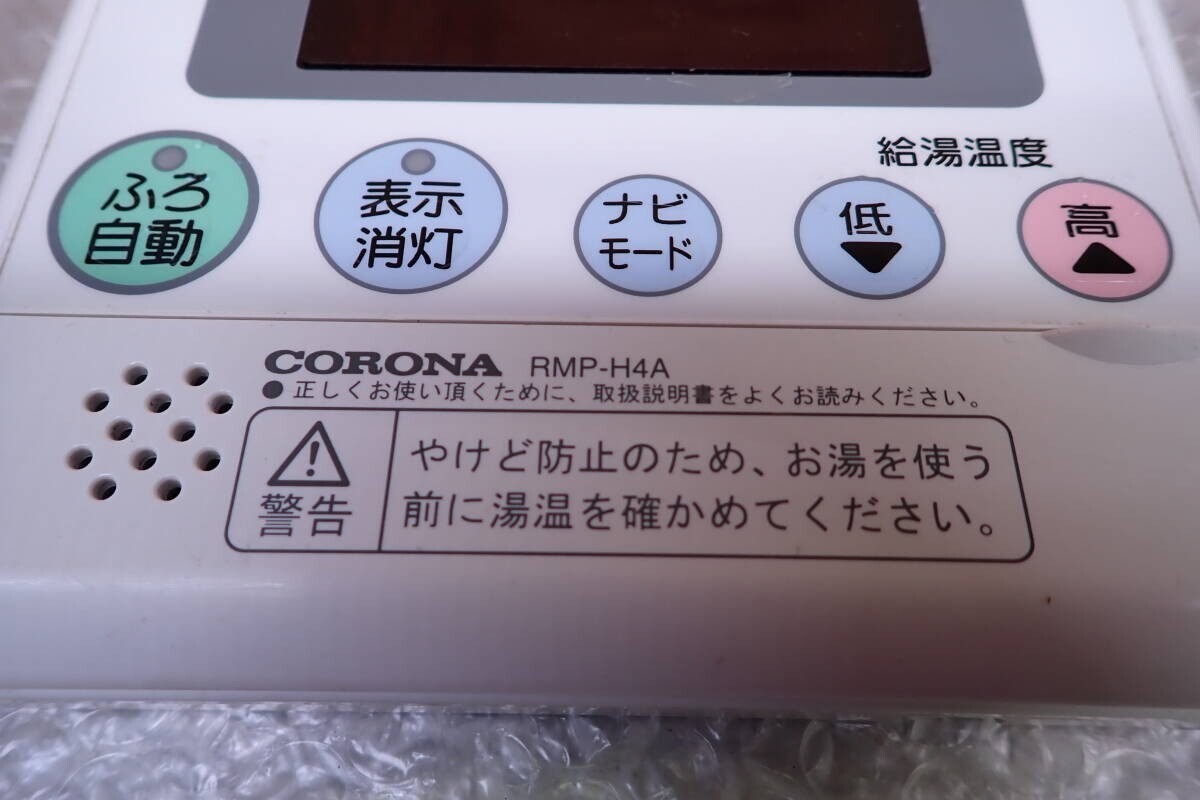 給湯温度
ふろ
自動
表示
消灯
ナビ
モード
低
▼
高
▲
CORONA RMP-H4A
● 正しくお使い頂くために、取扱説明書をよくお読みください。
警告
やけど防止のため、お湯を使う
前に湯温を確かめてください。